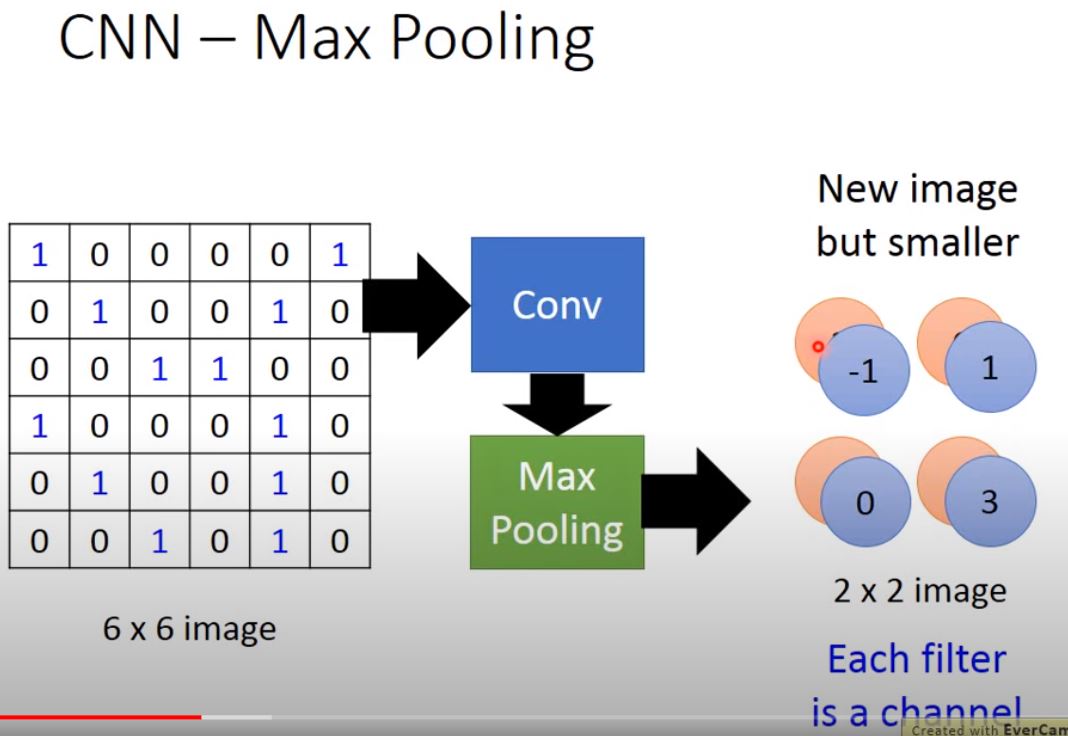 CNN – Max Pooling
1 0 0 0 0 1
0 1 0 0 1 0
0 0 1 1 0 0
1 0 0 0 1 0
0 1 0 0 1 0
0 0 1 0 1 0
6 x 6 image
Conv
Max
Pooling
New image
but smaller
-1 1
0 3
2 x 2 image
Each filter
is a channel
Created with EverCam